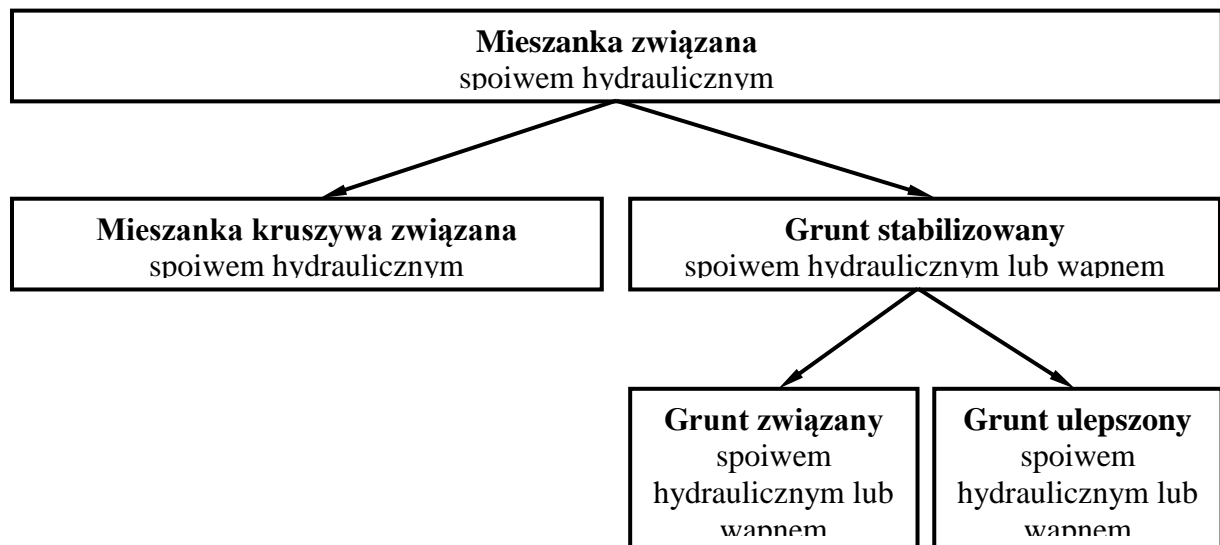 Mieszanka związana
spoiwem hydraulicznym
Mieszanka kruszywa związana
spoiwem hydraulicznym
Grunt stabilizowany
spoiwem hydraulicznym lub wapnem
Grunt związany
spoiwem
hydraulicznym lub
wapnem
Grunt ulepszony
spoiwem
hydraulicznym lub
wapnem